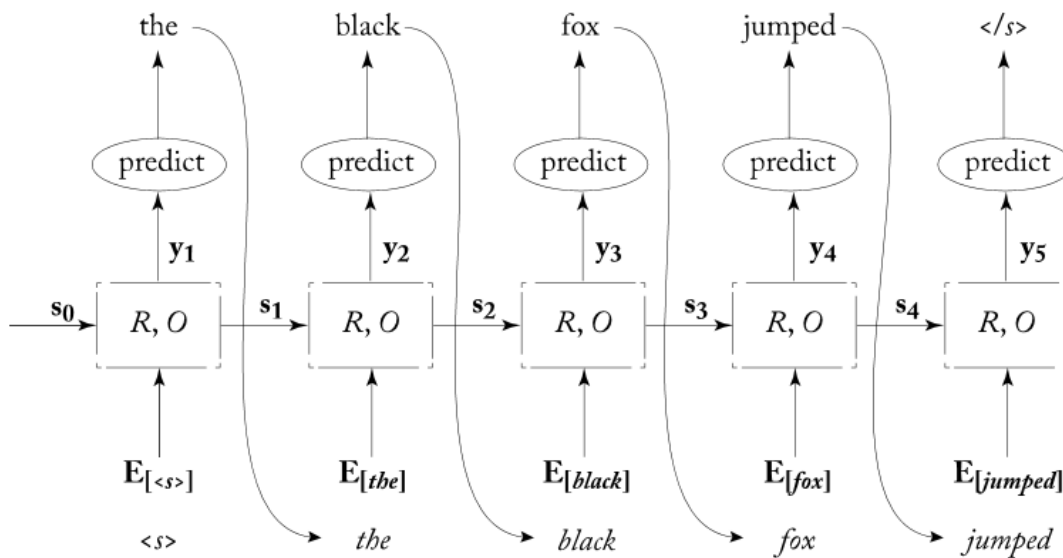 the black fox jumped </s>
predict predict predict predict predict
y1 y2 y3 y4 y5
s0 s1 s2 s3 s4
R, O R, O R, O R, O R, O
E[<s>] E[the] E[black] E[fox] E[jumped]
<s> the black fox jumped